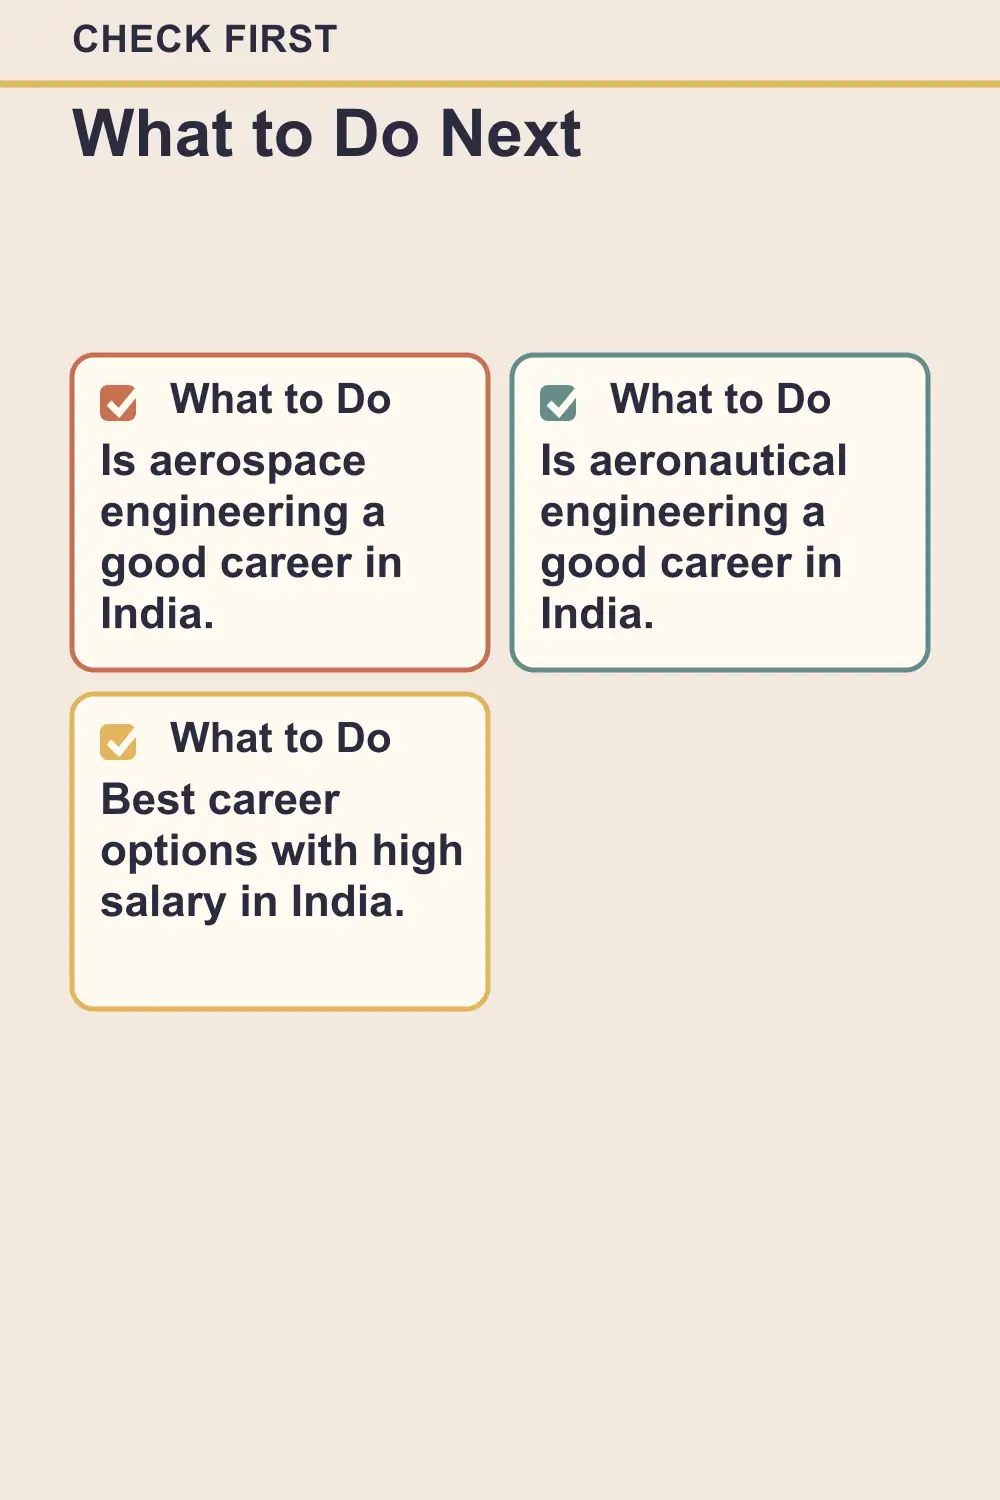 CHECK FIRST
What to Do Next
What to Do
Is aerospace
engineering a
good career in
India.
What to Do
Is aeronautical
engineering a
good career in
India.
What to Do
Best career
options with high
salary in India.